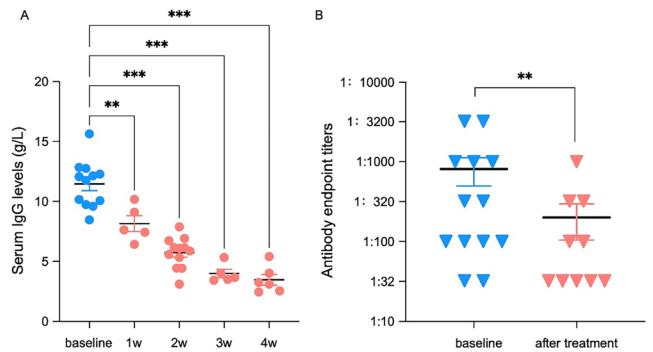 A
B
***
***
***
**
**
Serum IgG levels (g/L)
20
15
10
5
0
baseline 1w 2w 3w 4w
Antibody endpoint titers
1: 10000
1: 3200
1:1000
1: 320
1:100
1:32
1:10
baseline after treatment